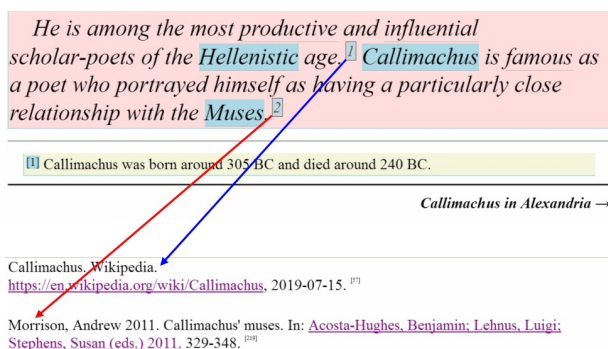 He is among the most productive and influential
scholar-poets of the Hellenistic age. 1 Callimachus is famous as
a poet who portrayed himself as having a particularly close
relationship with the Muses. 2
[1] Callimachus was born around 305 BC and died around 240 BC.
Callimachus in Alexandria →
Callimachus. Wikipedia.
https://en.wikipedia.org/wiki/Callimachus, 2019-07-15. [57]
Morrison, Andrew 2011. Callimachus' muses. In: Acosta-Hughes, Benjamin; Lehnus, Luigi;
Stephens, Susan (eds.) 2011. 329-348. [219]